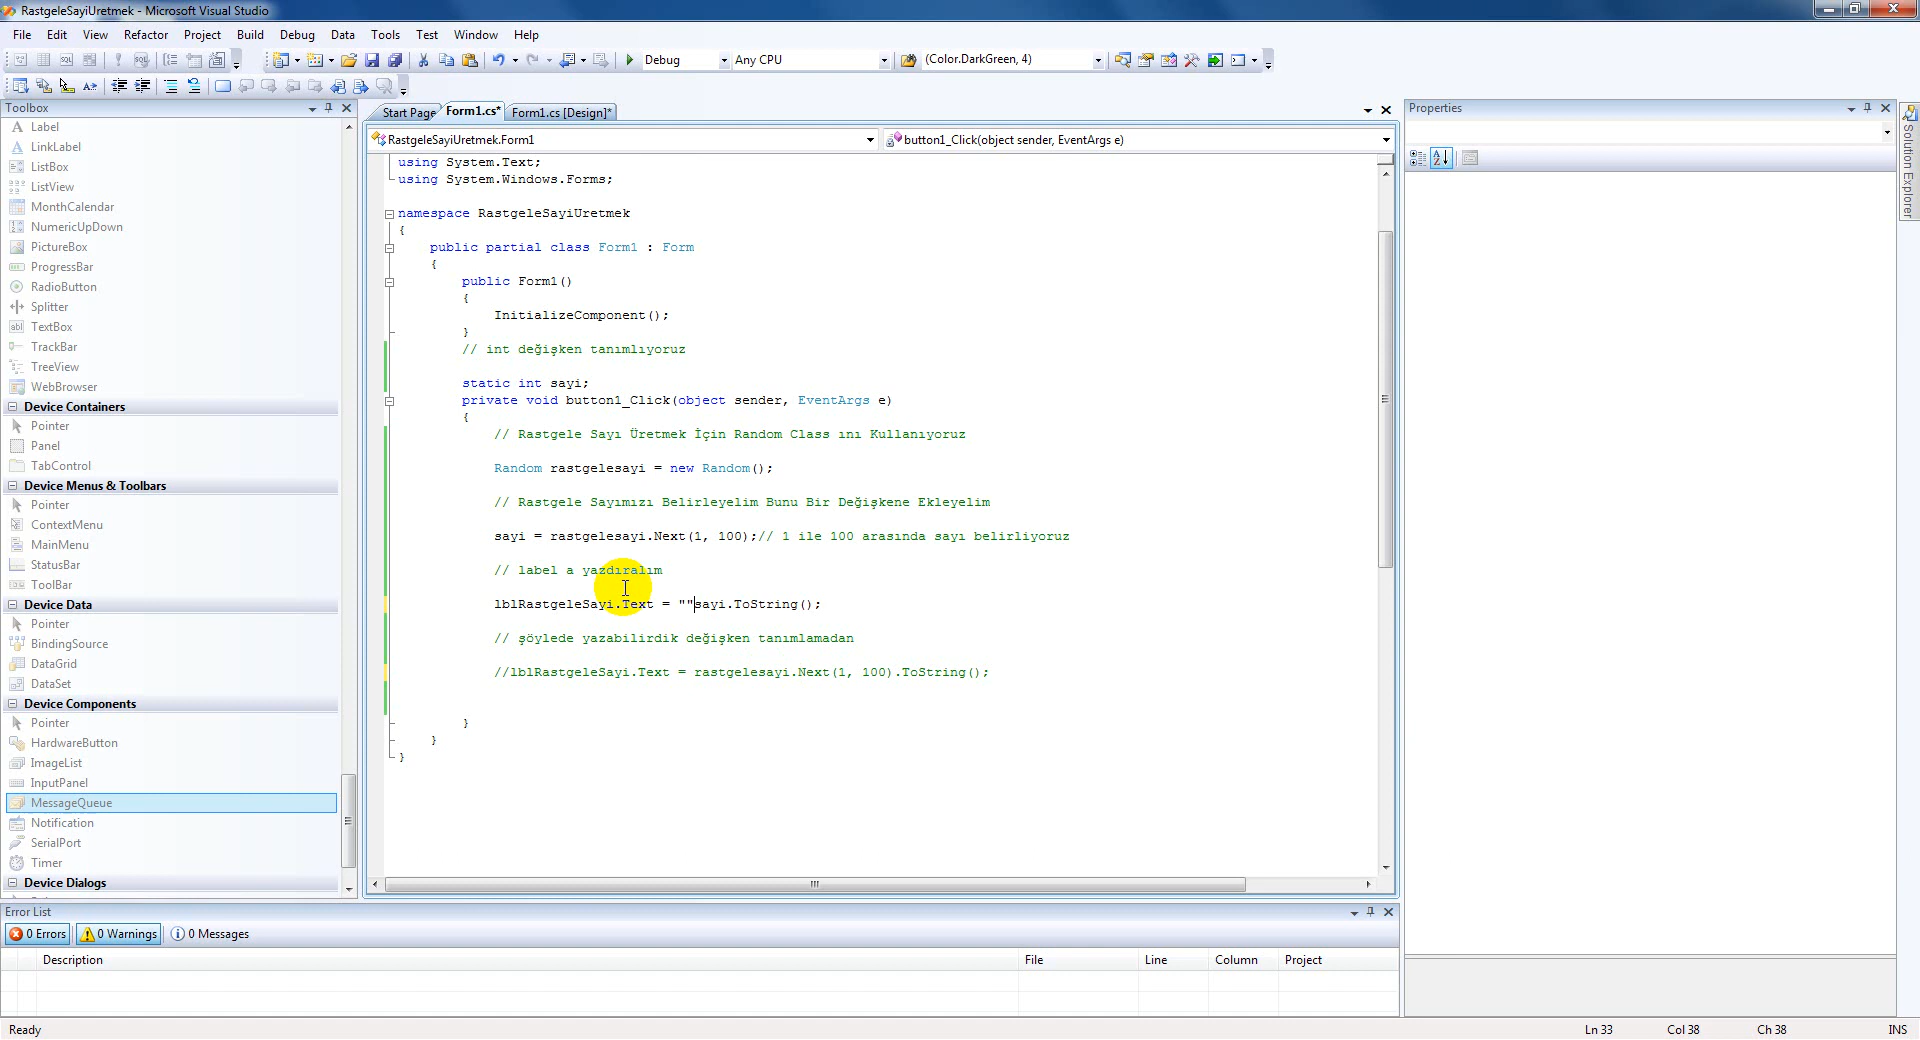 RastgeleSayiUretmek - Microsoft Visual Studio
File Edit View Refactor Project Build Debug Data Tools Test Window Help
Debug Any CPU (Color.DarkGreen, 4)
Toolbox
Label
LinkLabel
ListBox
ListView
MonthCalendar
NumericUpDown
PictureBox
ProgressBar
RadioButton
Splitter
TextBox
TrackBar
TreeView
WebBrowser
Device Containers
Pointer
Panel
TabControl
Device Menus & Toolbars
Pointer
ContextMenu
MainMenu
StatusBar
ToolBar
Device Data
Pointer
BindingSource
DataGrid
DataSet
Device Components
Pointer
HardwareButton
ImageList
InputPanel
MessageQueue
Notification
SerialPort
Timer
Device Dialogs
Start Page Form1.cs* Form1.cs [Design]*
RastgeleSayiUretmek.Form1 button1_Click(object sender, EventArgs e)
using System.Text;
using System.Windows.Forms;
namespace RastgeleSayiUretmek
{
public partial class Form1 : Form
{
public Form1()
{
InitializeComponent();
}
// int değişken tanımlıyoruz
static int sayi;
private void button1_Click(object sender, EventArgs e)
{
// Rastgele Sayı Üretmek İçin Random Class ını Kullanıyoruz
Random rastgelesayi = new Random();
// Rastgele Sayımızı Belirleyelim Bunu Bir Değişkene Ekleyelim
sayi = rastgelesayi.Next(1, 100);// 1 ile 100 arasında sayı belirliyoruz
// label a yazdıralım
lblRastgeleSayi.Text = ""sayi.ToString();
// şöylede yazabilirdik değişken tanımlamadan
//lblRastgeleSayi.Text = rastgelesayi.Next(1, 100).ToString();
}
}
}
Properties
Solution Explorer
Error List
0 Errors 0 Warnings 0 Messages
Description File Line Column Project
Ready Ln 33 Col 38 Ch 38 INS